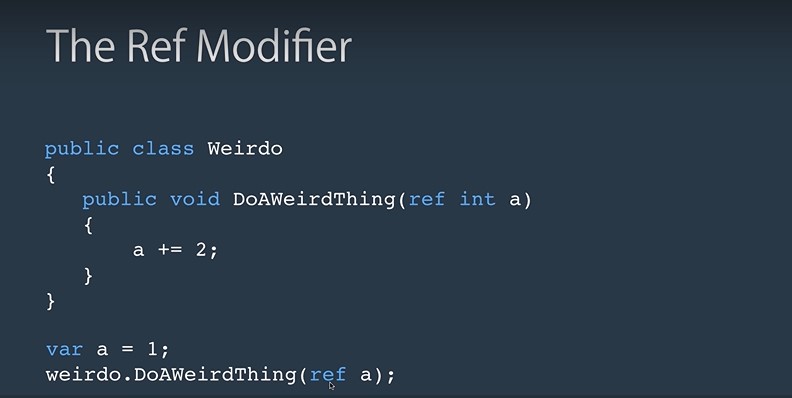 The Ref Modifier
public class Weirdo
{
public void DoAWeirdThing(ref int a)
{
a += 2;
}
}
var a = 1;
weirdo.DoAWeirdThing(ref a);